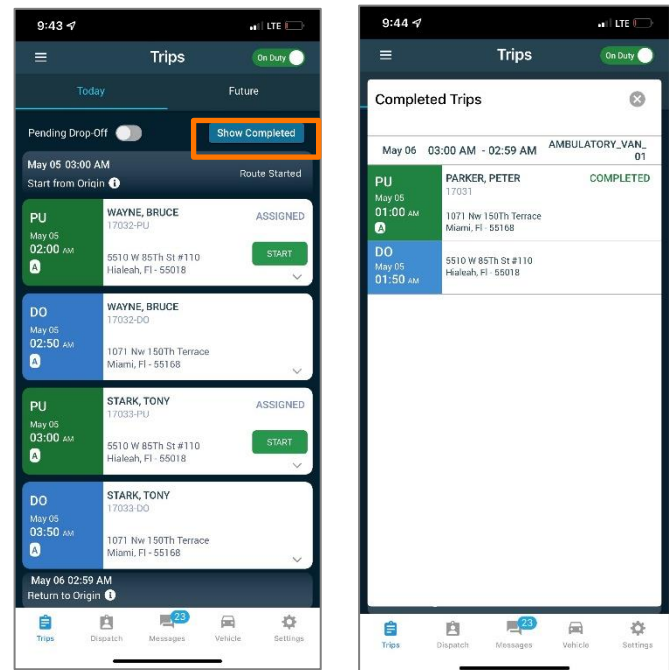 9:43
LTE
Trips
On Duty
Today
Future
Pending Drop-Off
Show Completed
May 05 03:00 AM
Start from Origin
Route Started
PU
May 05
02:00 AM
A
WAYNE, BRUCE
17032-PU
ASSIGNED
5510 W 85Th St #110
Hialeah, Fl - 55018
START
DO
May 05
02:50 AM
A
WAYNE, BRUCE
17032-DO
1071 Nw 150Th Terrace
Miami, Fl - 55168
PU
May 05
03:00 AM
A
STARK, TONY
17033-PU
ASSIGNED
5510 W 85Th St #110
Hialeah, Fl - 55018
START
DO
May 05
03:50 AM
A
STARK, TONY
17033-DO
1071 Nw 150Th Terrace
Miami, Fl - 55168
May 06 02:59 AM
Return to Origin
23
Trips
Dispatch
Messages
Vehicle
Settings
9:44
LTE
Trips
On Duty
Completed Trips
May 06 03:00 AM - 02:59 AM AMBULATORY_VAN_
01
PU
May 05
01:00 AM
A
PARKER, PETER
17031
COMPLETED
1071 Nw 150Th Terrace
Miami, Fl - 55168
DO
May 05
01:50 AM
5510 W 85Th St #110
Hialeah, Fl - 55018
23
Trips
Dispatch
Messages
Vehicle
Settings